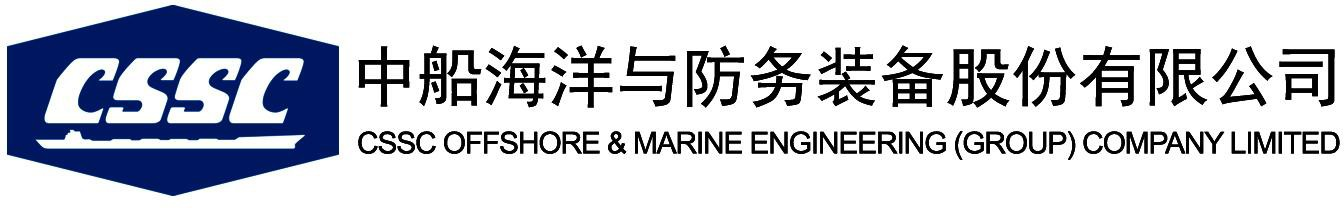 CSSC
中船海洋与防务装备股份有限公司
CSSC OFFSHORE & MARINE ENGINEERING (GROUP) COMPANY LIMITED